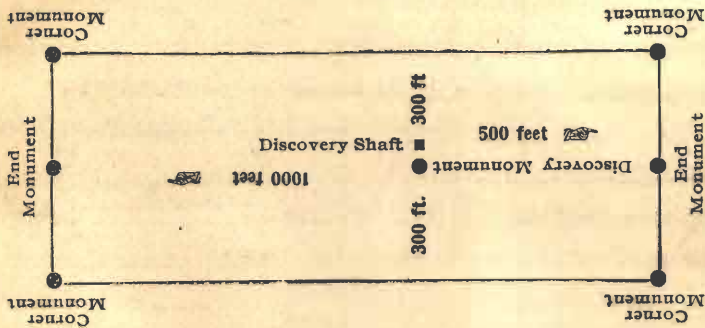 Corner
Monument
Corner
Monument
End
Monument
300 ft
Discovery Shaft
500 feet
Discovery Monument
End
Monument
1000 feet
300 ft.
Corner
Monument
Corner
Monument